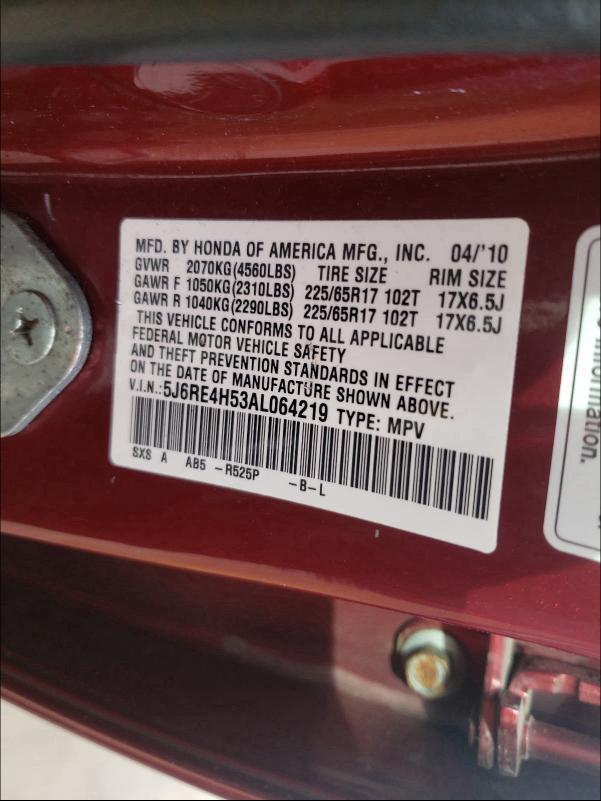 MFD. BY HONDA OF AMERICA MFG., INC. 04/'10
GVWR 2070KG(4560LBS) TIRE SIZE RIM SIZE
GAWR F 1050KG(2310LBS) 225/65R17 102T 17X6.5J
GAWR R 1040KG(2290LBS) 225/65R17 102T 17X6.5J
THIS VEHICLE CONFORMS TO ALL APPLICABLE
FEDERAL MOTOR VEHICLE SAFETY
AND THEFT PREVENTION STANDARDS IN EFFECT
ON THE DATE OF MANUFACTURE SHOWN ABOVE.
V.I.N.:5J6RE4H53AL064219 TYPE: MPV
SXS A AB5 -R525P -B-L
information.